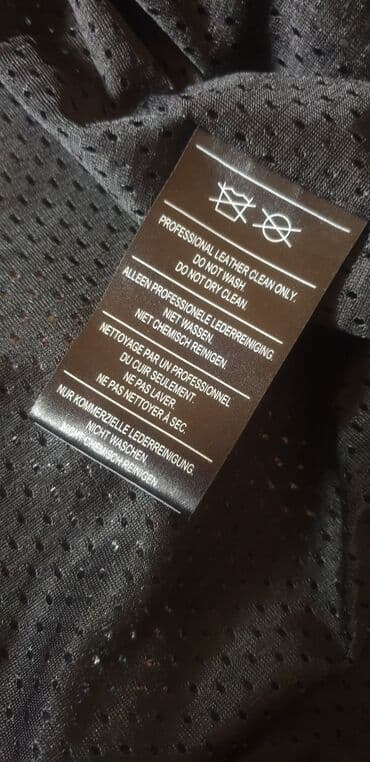 PROFESSIONAL LEATHER CLEAN ONLY.
DO NOT WASH.
DO NOT DRY CLEAN.
ALLEEN PROFESSIONELE LEDERREINIGING
NIET WASSEN.
NIET CHEMISCH REINIGEN.
NETTOYAGE PAR UN PROFESSIONNEL
DU CUIR SEULEMENT.
NE PAS LAVER.
NE PAS NETTOYER À SEC.
NUR KOMMERZIELLE LEDERREINIGUNG.
NICHT WASCHEN.
NICHT CHEMISCH REINIGEN